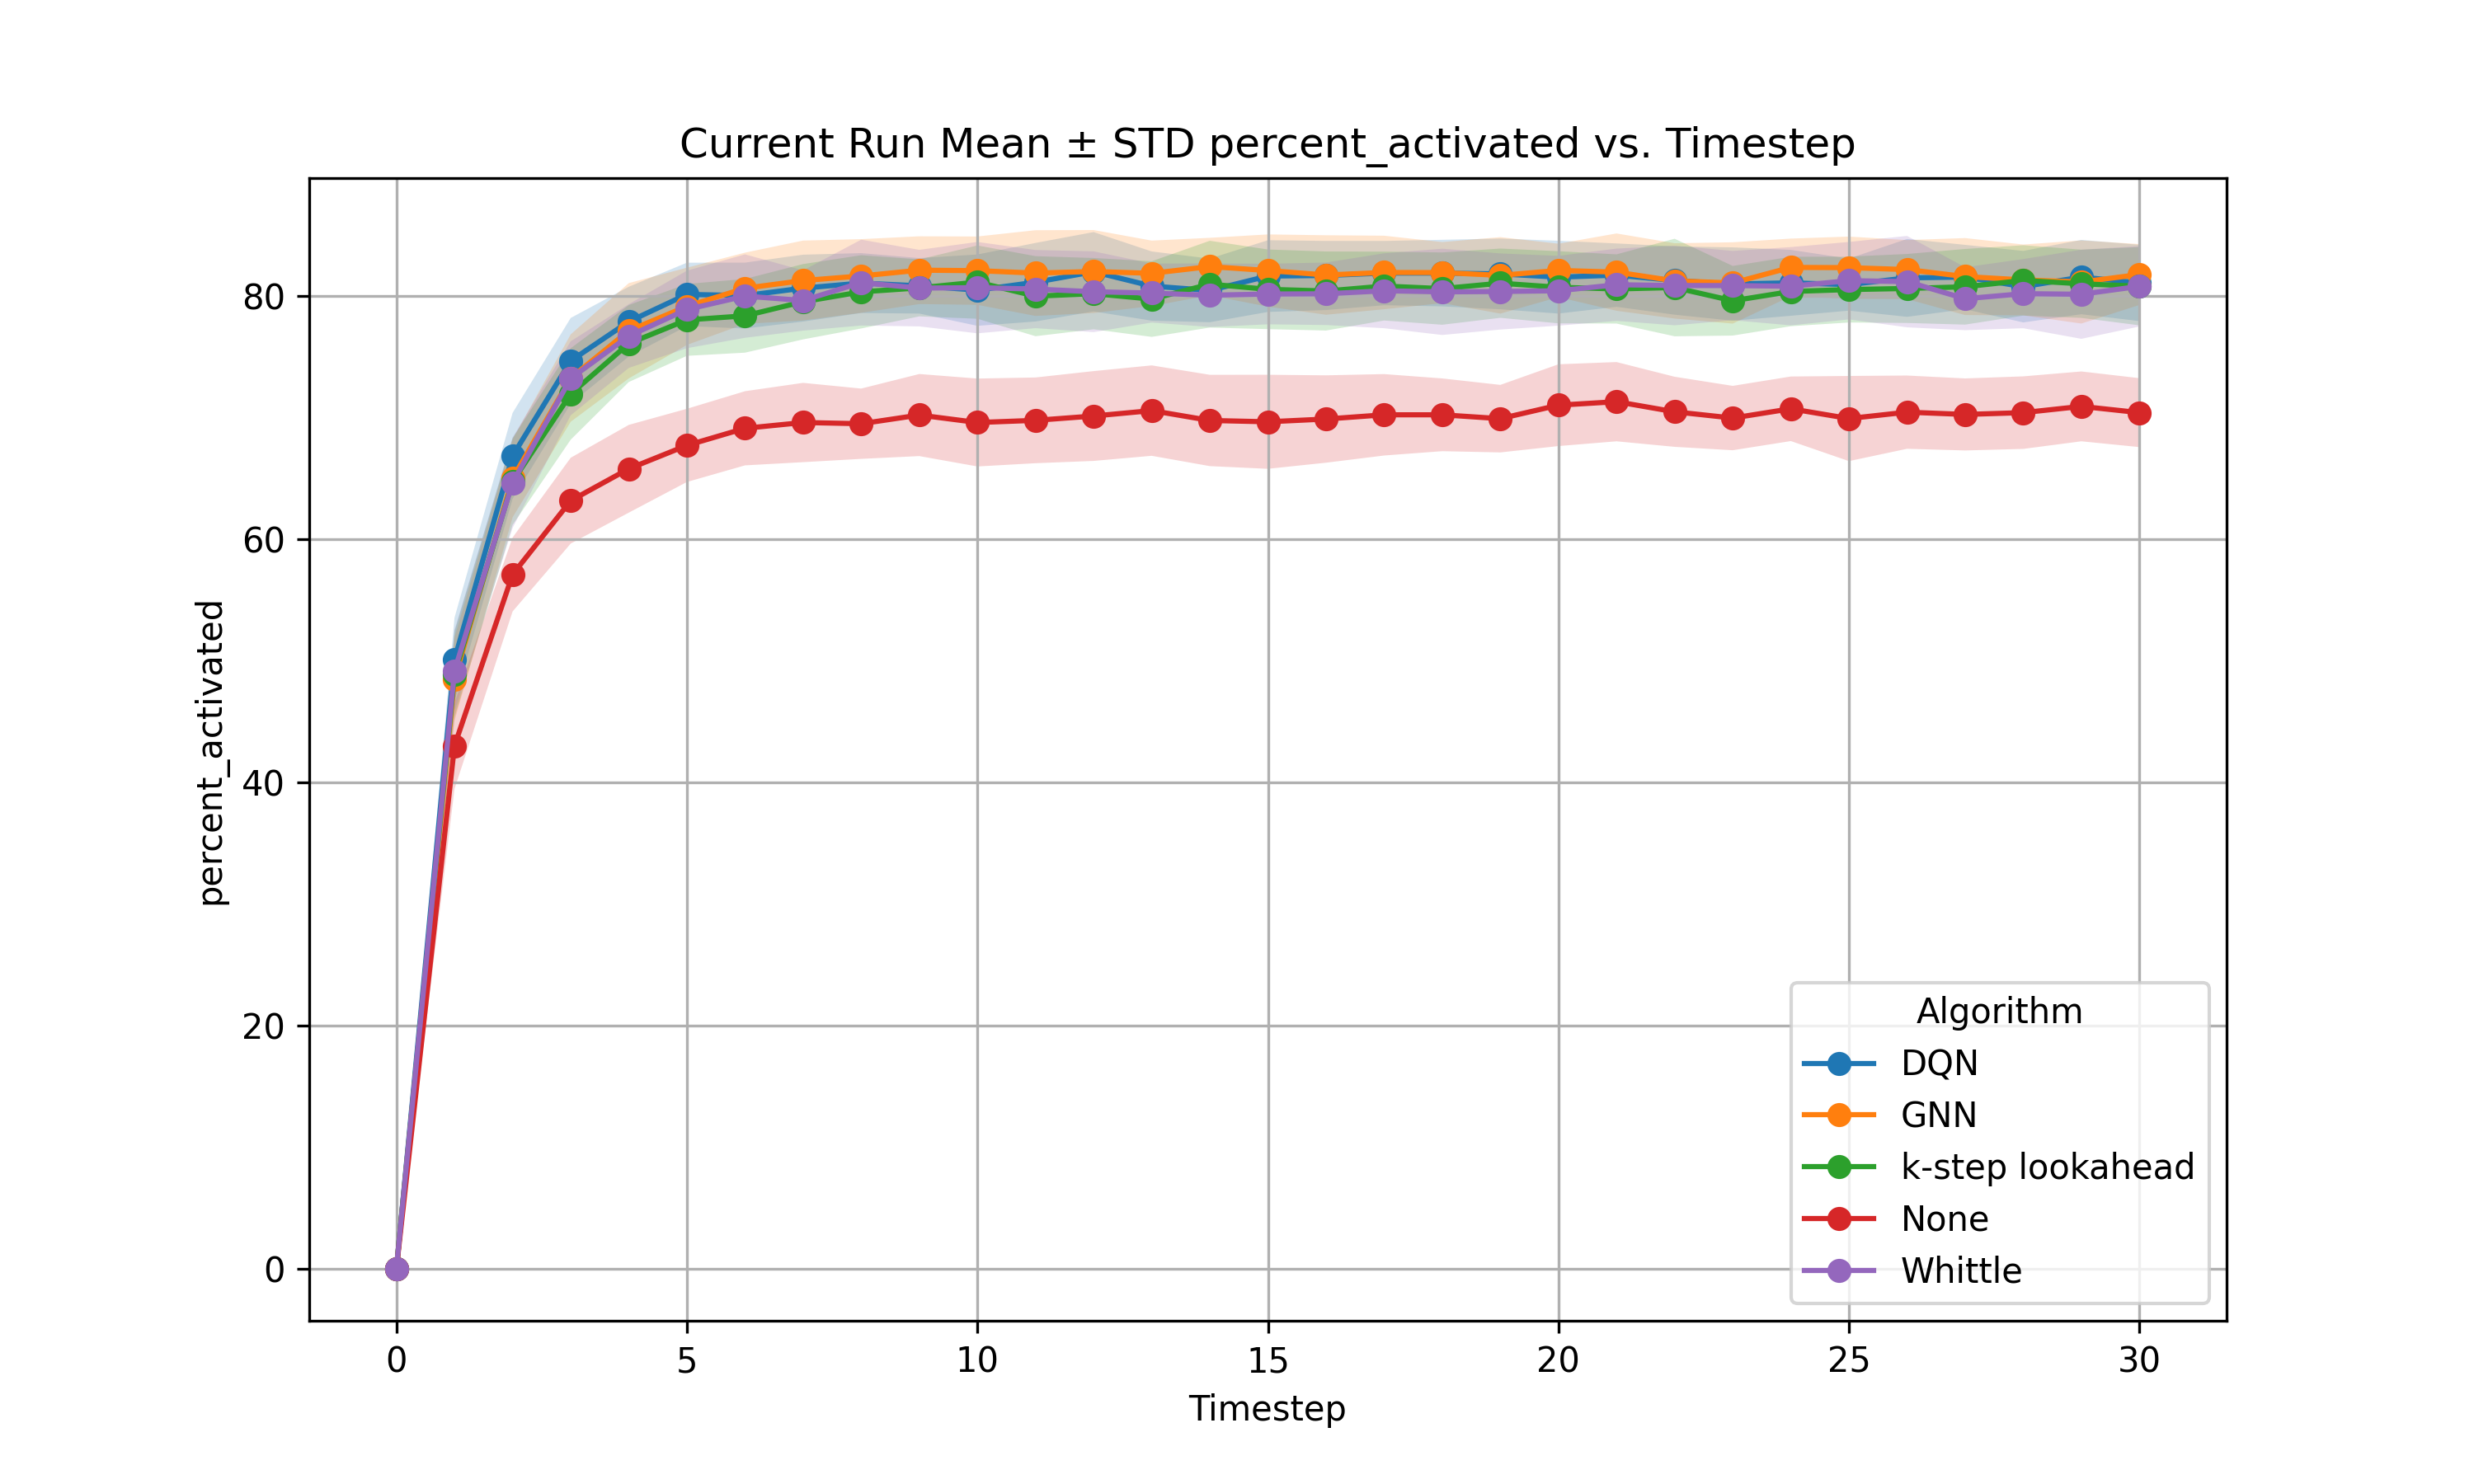 Current Run Mean ± STD percent_activated vs. Timestep
percent_activated
80
60
40
20
0
0 5 10 15 20 25 30
Timestep
Algorithm
DQN
GNN
k-step lookahead
None
Whittle